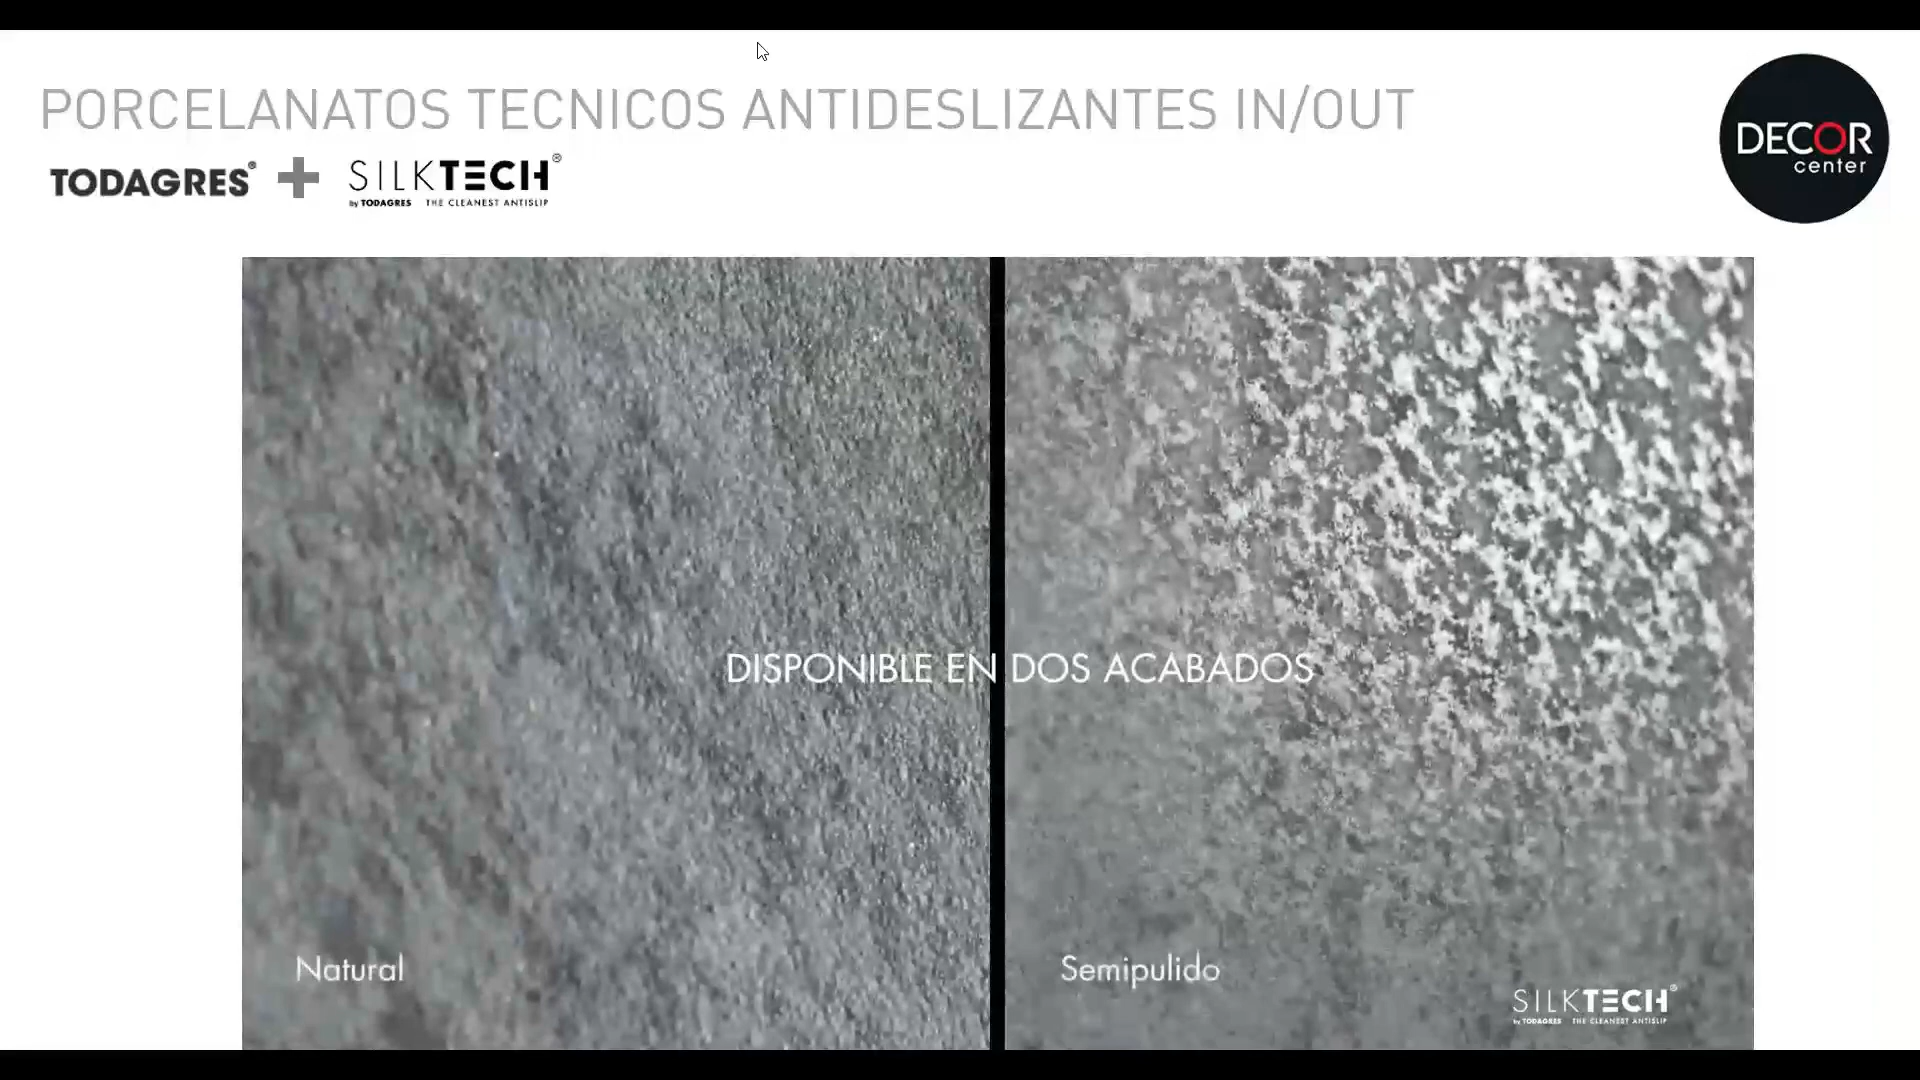 PORCELANATOS TECNICOS ANTIDESLIZANTES IN/OUT
TODAGRES® + SILKTECH®
by TODAGRES THE CLEANEST ANTISLIP
DECOR
center
DISPONIBLE EN DOS ACABADOS
Natural
Semipulido
SILKTECH®
by TODAGRES THE CLEANEST ANTISLIP